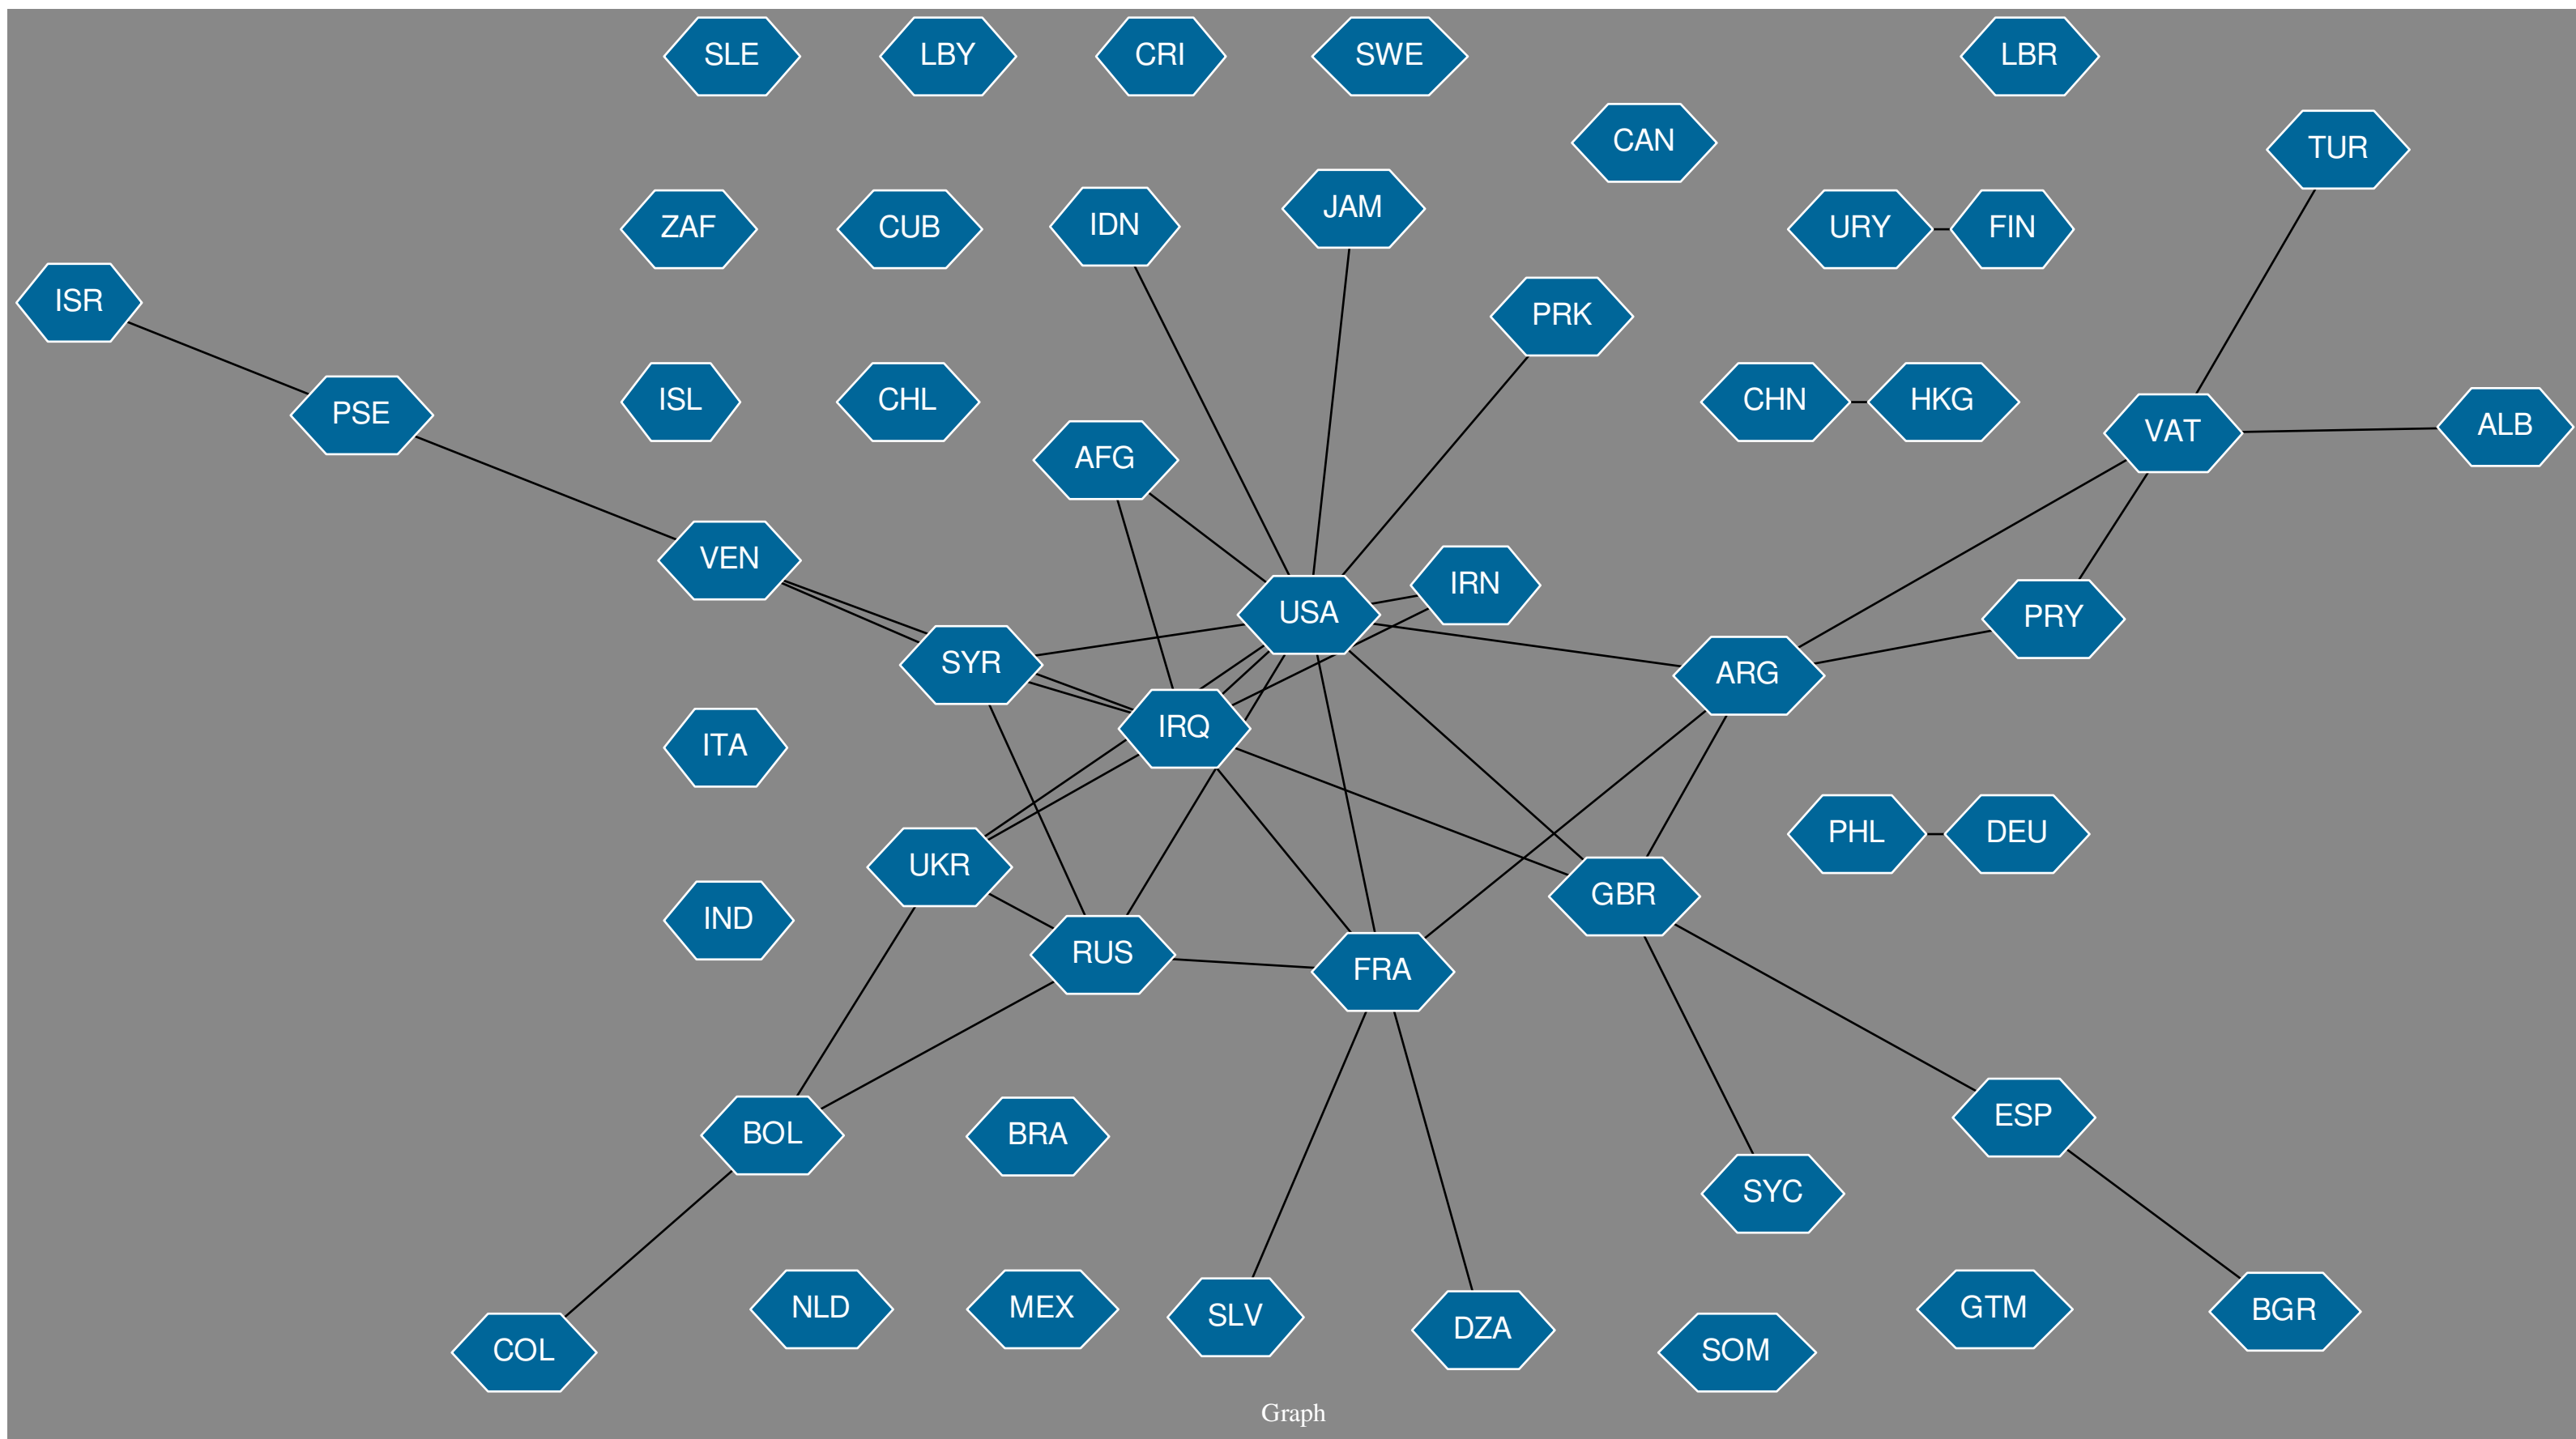 SLE
LBY
CRI
SWE
LBR
CAN
TUR
JAM
ZAF
CUB
IDN
URY
FIN
ISR
PRK
ISL
CHL
CHN
HKG
PSE
ALB
VAT
AFG
VEN
IRN
USA
PRY
SYR
ARG
IRQ
ITA
PHL
DEU
UKR
GBR
IND
RUS
FRA
ESP
BOL
BRA
SYC
NLD
MEX
SLV
GTM
BGR
DZA
COL
SOM
Graph